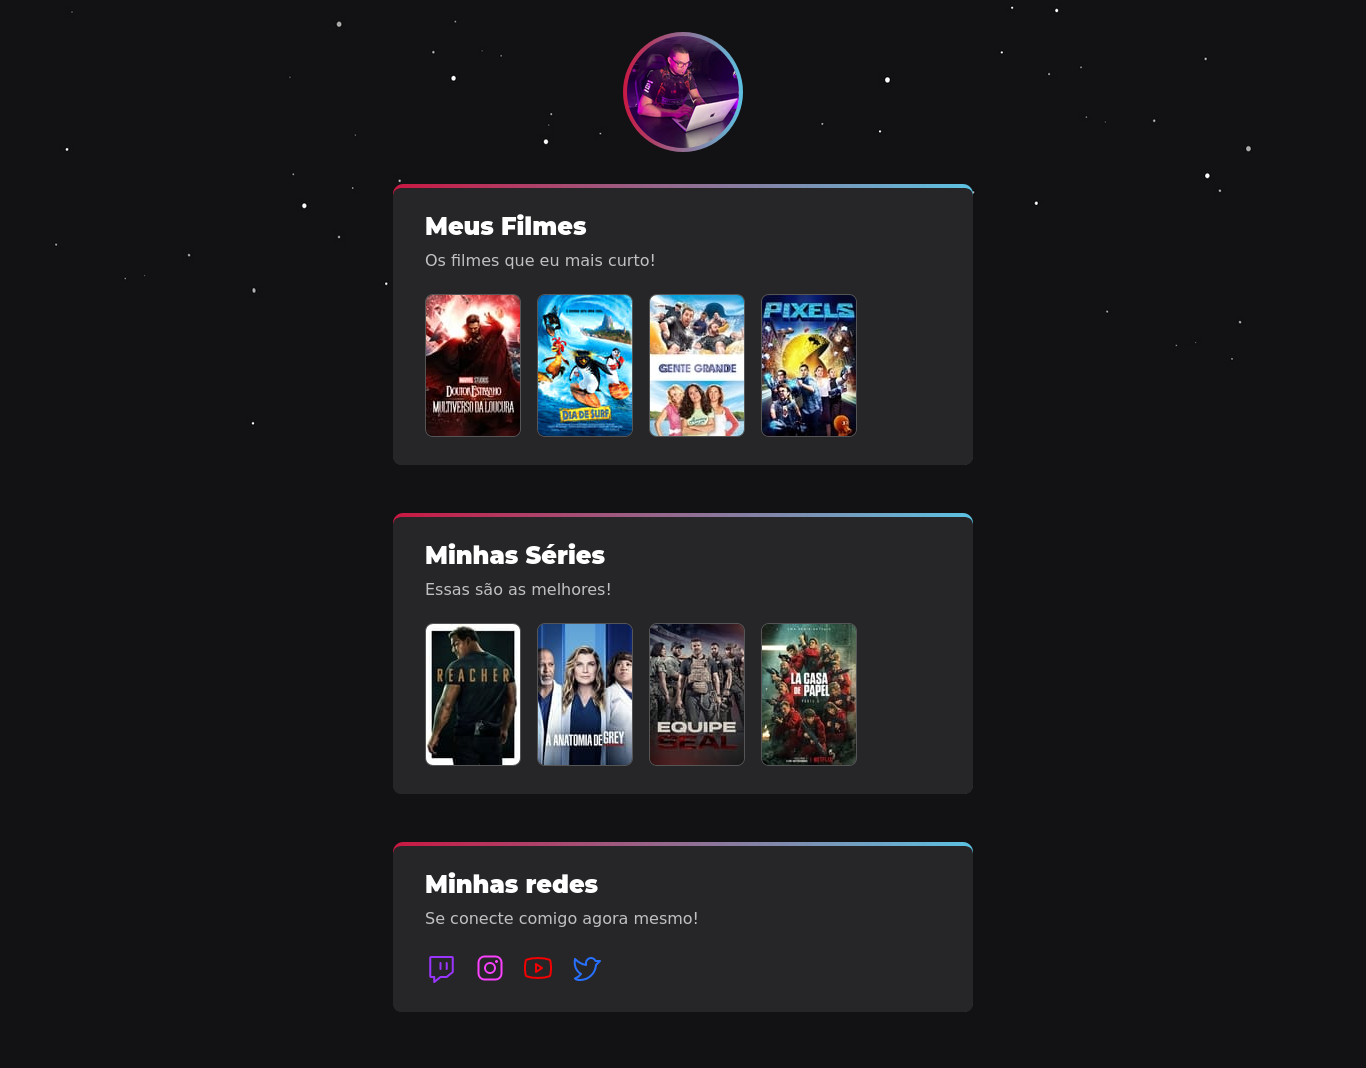 Meus Filmes
Os filmes que eu mais curto!
MARVEL STUDIOS
DOUTOR ESTRANHO
MULTIVERSO DA LOUCURA
DIA DE SURF
GENTE GRANDE
PIXELS
Minhas Séries
Essas são as melhores!
REACHER
A ANATOMIA DE GREY
EQUIPE
SEAL
LA CASA
DE PAPEL
NETFLIX
Minhas redes
Se conecte comigo agora mesmo!